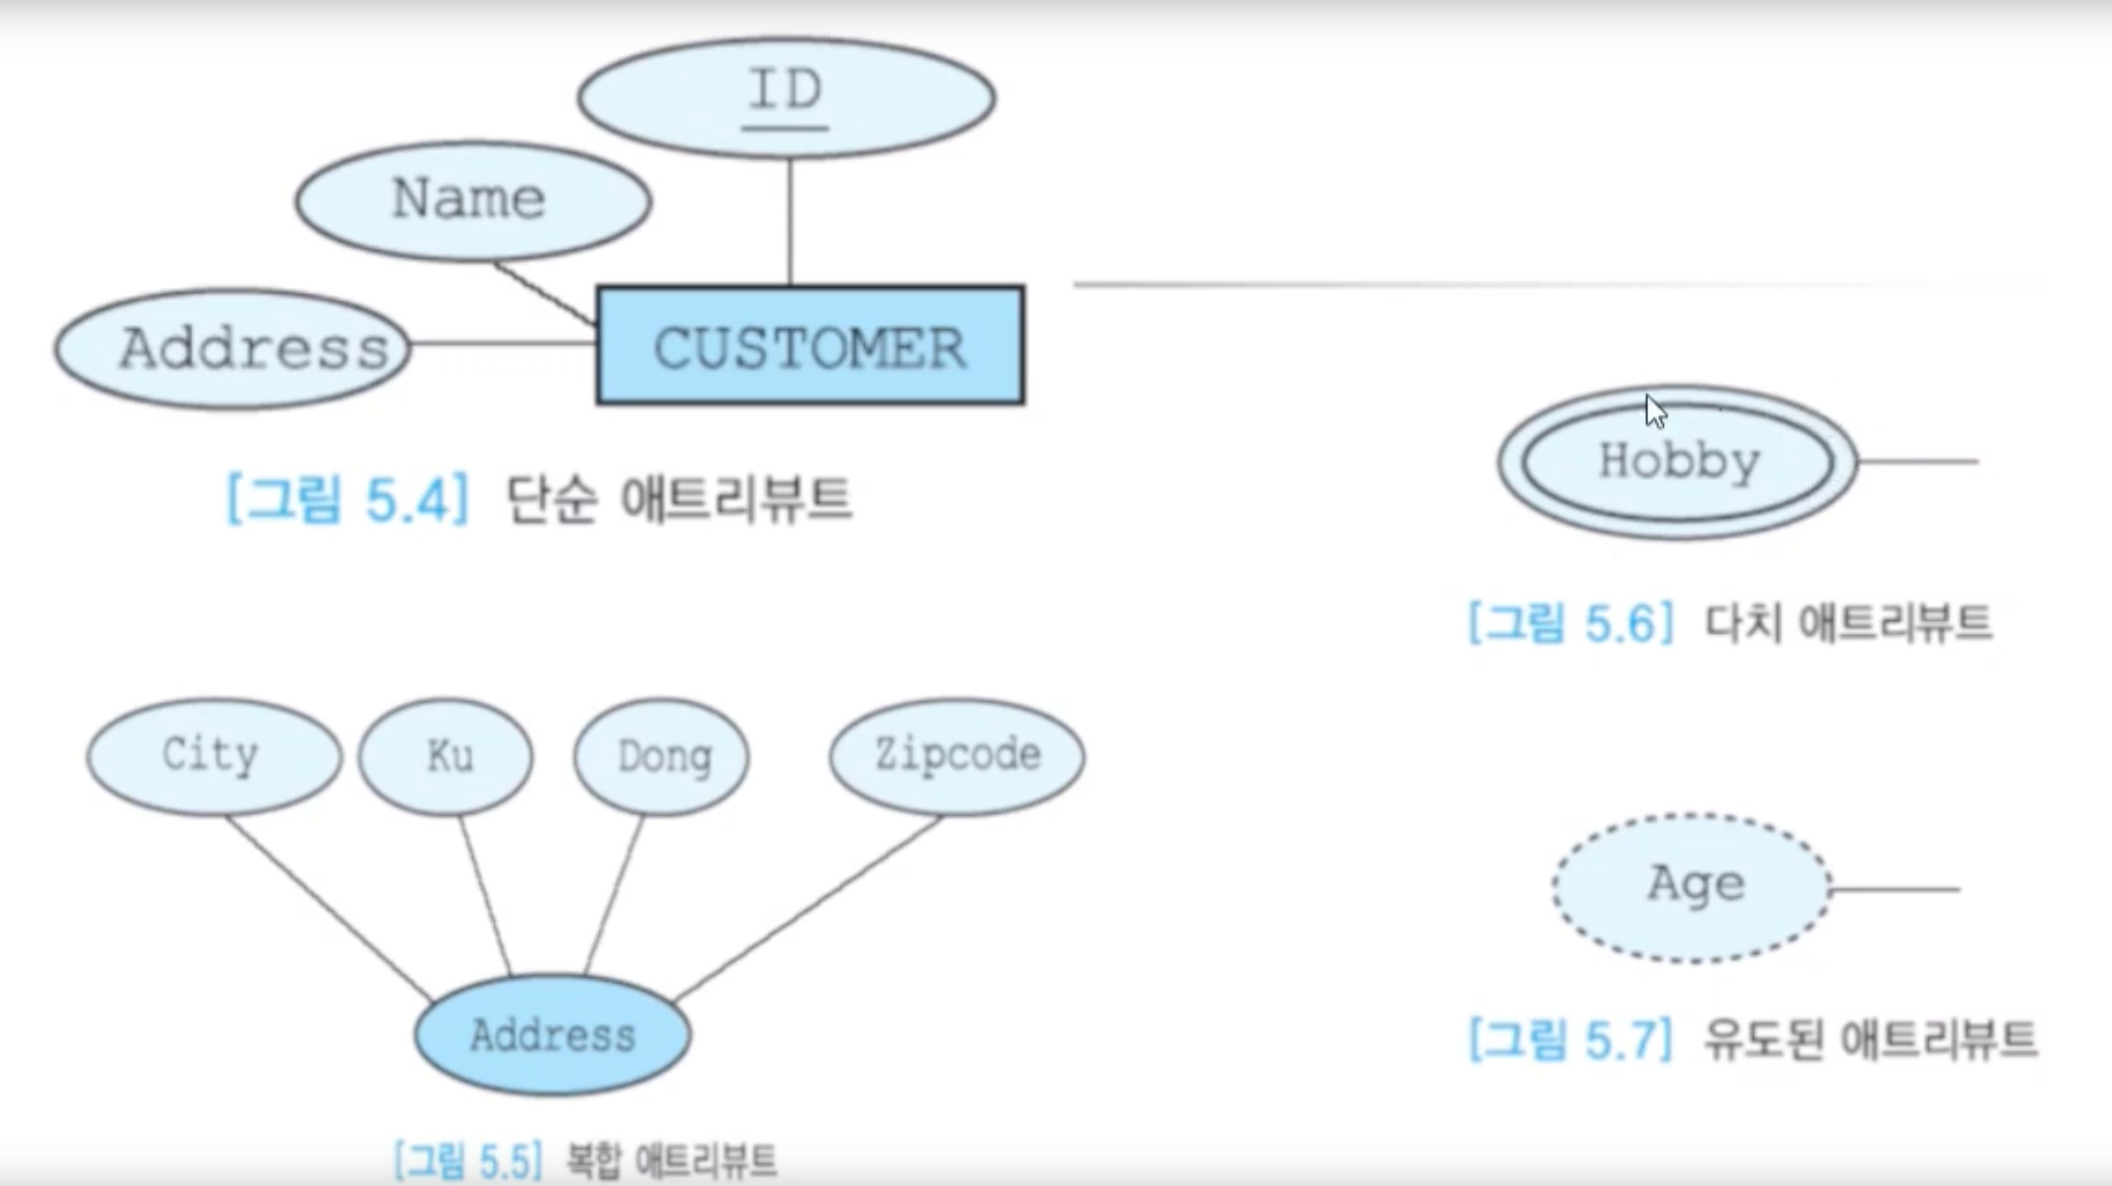 ID
Name
Address
CUSTOMER
[그림 5.4] 단순 애트리뷰트
Hobby
[그림 5.6] 다치 애트리뷰트
City
Ku
Dong
Zipcode
Address
[그림 5.5] 복합 애트리뷰트
Age
[그림 5.7] 유도된 애트리뷰트